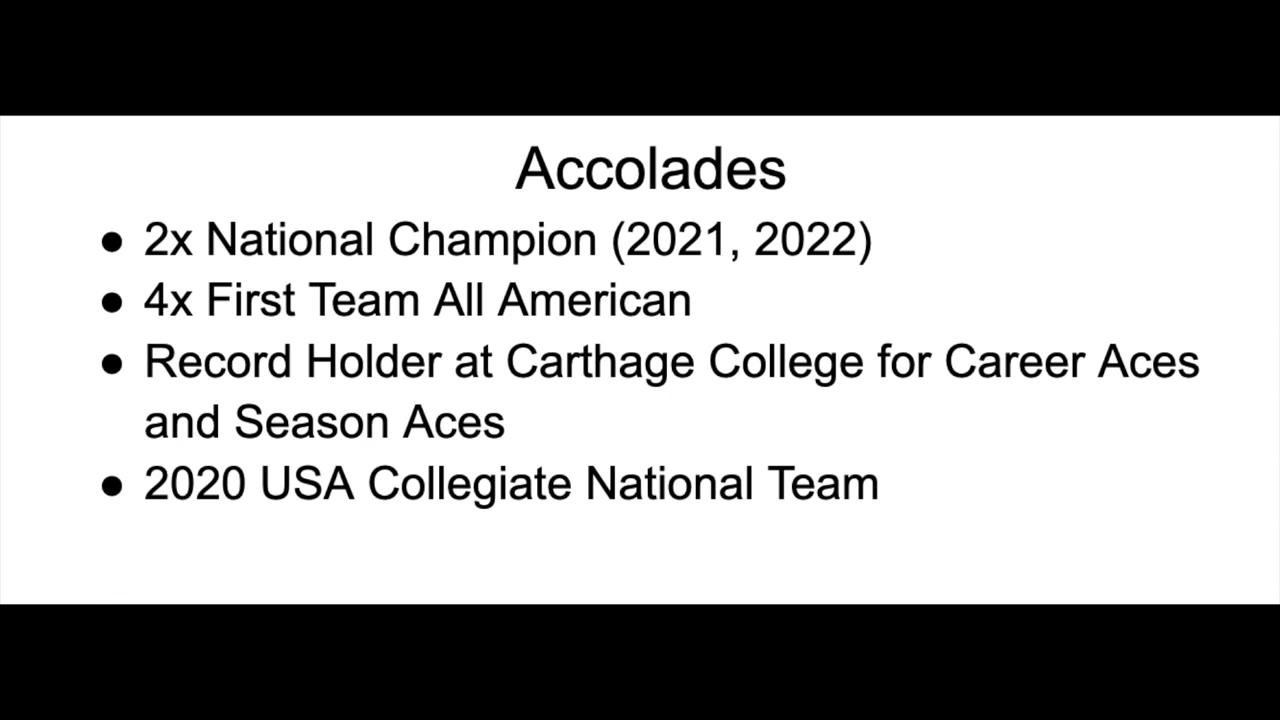 Accolades
● 2x National Champion (2021, 2022)
● 4x First Team All American
● Record Holder at Carthage College for Career Aces
and Season Aces
● 2020 USA Collegiate National Team